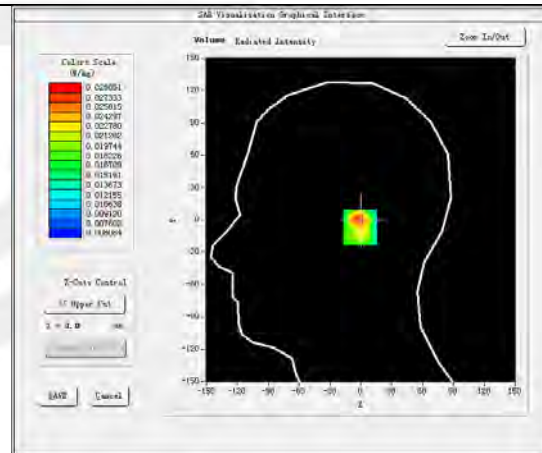 SAR Visualisation Graphical Interface
Volume Radiated Intensity
Zoom In/Out
Colors Scale
(W/kg)
0.028851
0.027333
0.025815
0.024297
0.022780
0.021262
0.019744
0.018226
0.016709
0.015191
0.013673
0.012155
0.010638
0.009120
0.007602
0.006084
150
120
90
60
30
0
-30
-60
-90
-120
-150
Y
-150 -120 -90 -60 -30 0 30 60 90 120 150
X
Z-Cuts Control
Upper Cut
SAVE
Cancel